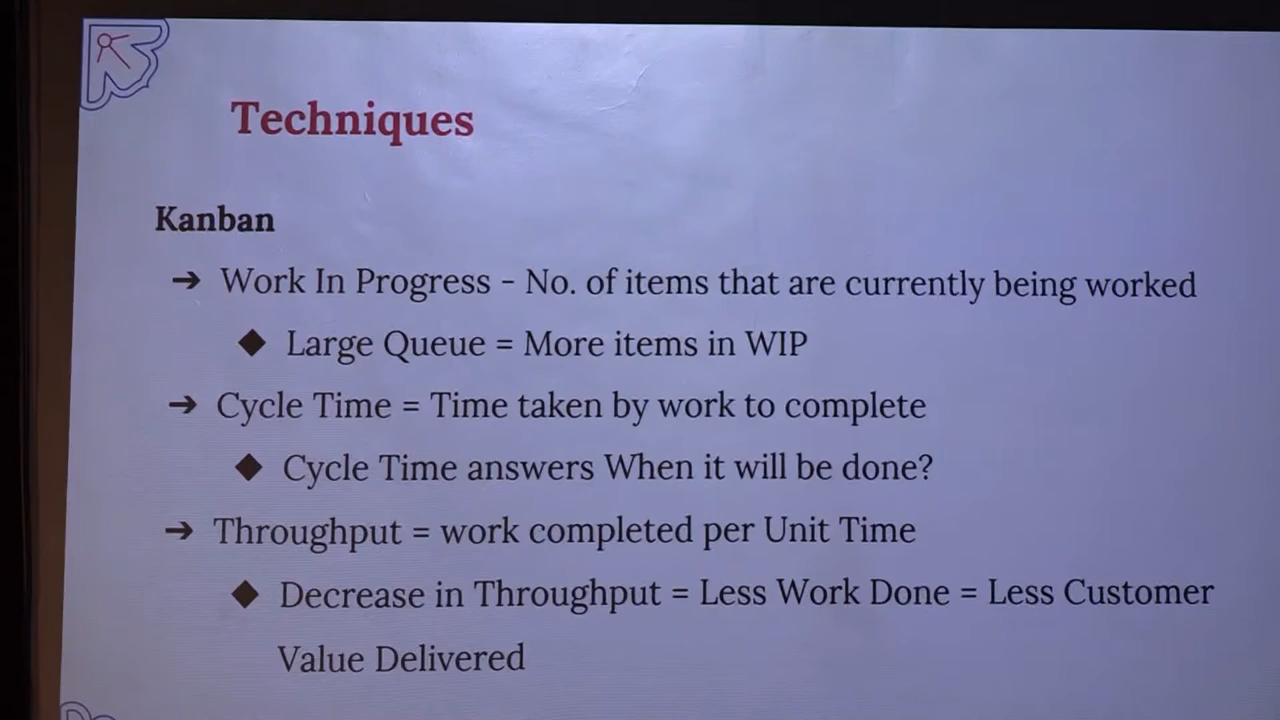 Techniques
Kanban
➔ Work In Progress - No. of items that are currently being worked
◆ Large Queue = More items in WIP
➔ Cycle Time = Time taken by work to complete
◆ Cycle Time answers When it will be done?
➔ Throughput = work completed per Unit Time
◆ Decrease in Throughput = Less Work Done = Less Customer
Value Delivered